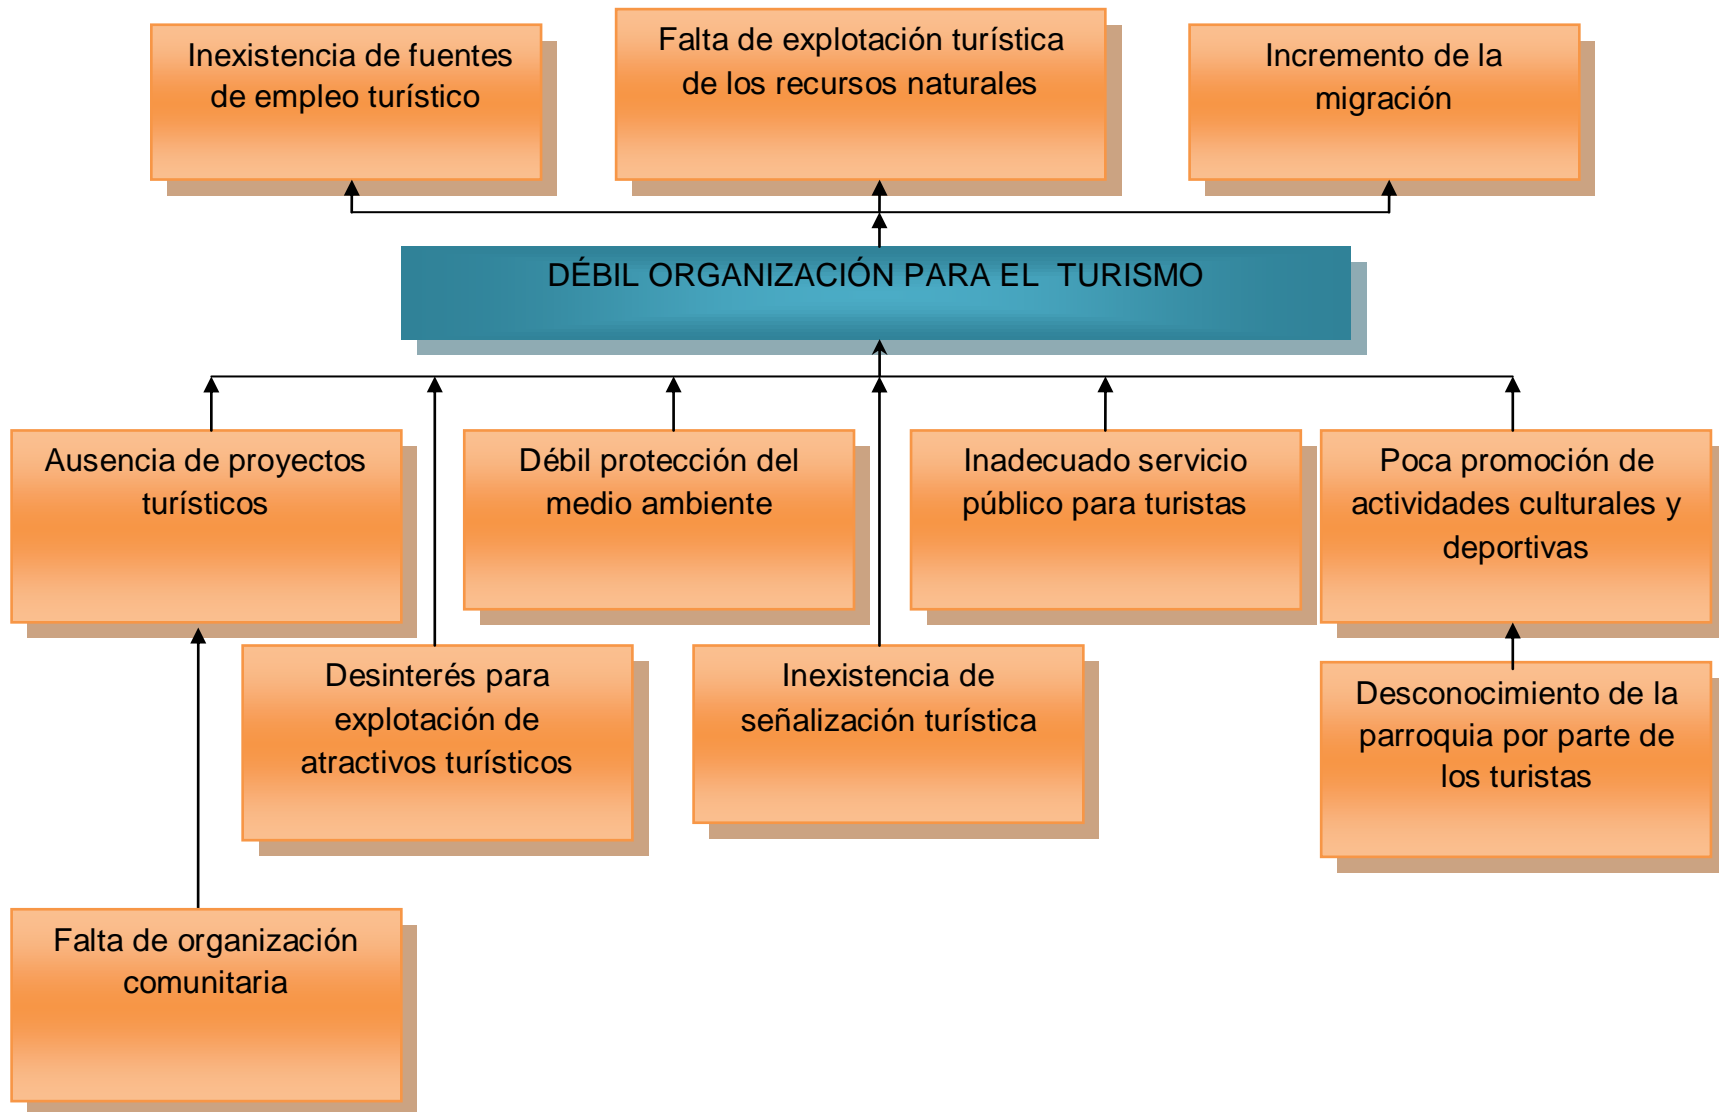 Inexistencia de fuentes
de empleo turístico
Falta de explotación turística
de los recursos naturales
Incremento de la
migración
DÉBIL ORGANIZACIÓN PARA EL  TURISMO
Ausencia de proyectos
turísticos
Débil protección del
medio ambiente
Inadecuado servicio
público para turistas
Poca promoción de
actividades culturales y
deportivas
Desinterés para
explotación de
atractivos turísticos
Inexistencia de
señalización turística
Desconocimiento de la
parroquia por parte de
los turistas
Falta de organización
comunitaria